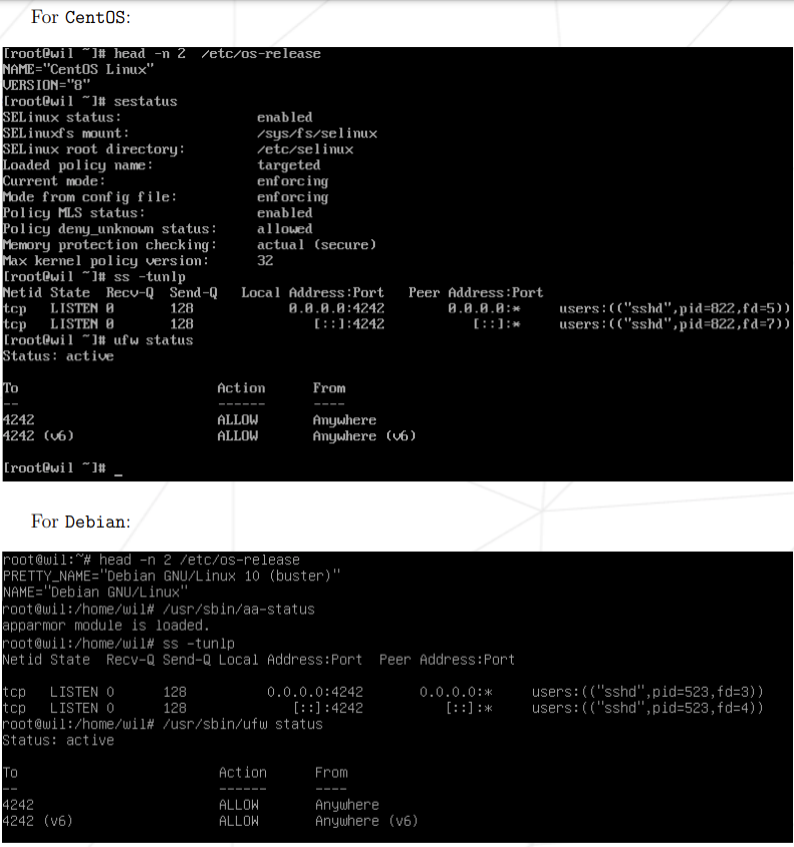 For CentOS:
[root@wil ~]# head -n 2  /etc/os-release
NAME="CentOS Linux"
VERSION="8"
[root@wil ~]# sestatus
SELinux status:                 enabled
SELinuxfs mount:                /sys/fs/selinux
SELinux root directory:         /etc/selinux
Loaded policy name:             targeted
Current mode:                   enforcing
Mode from config file:          enforcing
Policy MLS status:              enabled
Policy deny_unknown status:     allowed
Memory protection checking:     actual (secure)
Max kernel policy version:      32
[root@wil ~]# ss -tunlp
Netid State  Recv-Q  Send-Q   Local Address:Port   Peer Address:Port
tcp   LISTEN 0       128            0.0.0.0:4242        0.0.0.0:*     users:(("sshd",pid=822,fd=5))
tcp   LISTEN 0       128               [::]:4242           [::]:*     users:(("sshd",pid=822,fd=7))
[root@wil ~]# ufw status
Status: active
To                         Action      From
--                         ------      ----
4242                       ALLOW       Anywhere
4242 (v6)                  ALLOW       Anywhere (v6)
[root@wil ~]# _
For Debian:
root@wil:~# head -n 2 /etc/os-release
PRETTY_NAME="Debian GNU/Linux 10 (buster)"
NAME="Debian GNU/Linux"
root@wil:/home/wil# /usr/sbin/aa-status
apparmor module is loaded.
root@wil:/home/wil# ss -tunlp
Netid State  Recv-Q Send-Q Local Address:Port  Peer Address:Port
tcp   LISTEN 0      128          0.0.0.0:4242       0.0.0.0:*     users:(("sshd",pid=523,fd=3))
tcp   LISTEN 0      128             [::]:4242          [::]:*     users:(("sshd",pid=523,fd=4))
root@wil:/home/wil# /usr/sbin/ufw status
Status: active
To                         Action      From
--                         ------      ----
4242                       ALLOW       Anywhere
4242 (v6)                  ALLOW       Anywhere (v6)